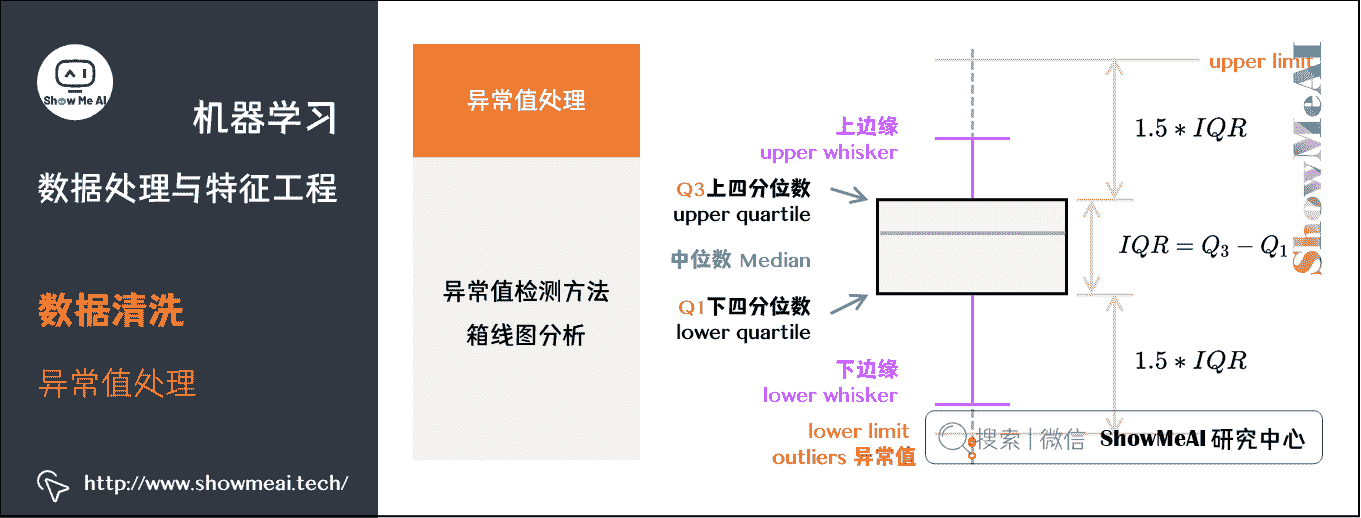 Show Me AI
机器学习
数据处理与特征工程
数据清洗
异常值处理
http://www.showmeai.tech/
异常值处理
异常值检测方法
箱线图分析
upper limit
上边缘
upper whisker
1.5 * IQR
Q3上四分位数
upper quartile
中位数 Median
IQR = Q₃ − Q₁
Q1下四分位数
lower quartile
下边缘
lower whisker
1.5 * IQR
lower limit
outliers 异常值
搜索 | 微信 ShowMeAI 研究中心
ShowMeAI